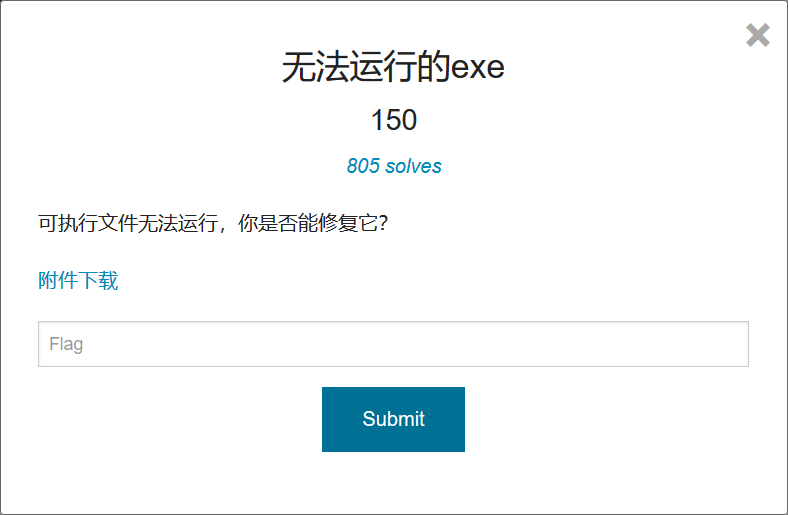 无法运行的exe
150
805 solves
可执行文件无法运行，你是否能修复它？
附件下载
Flag
Submit